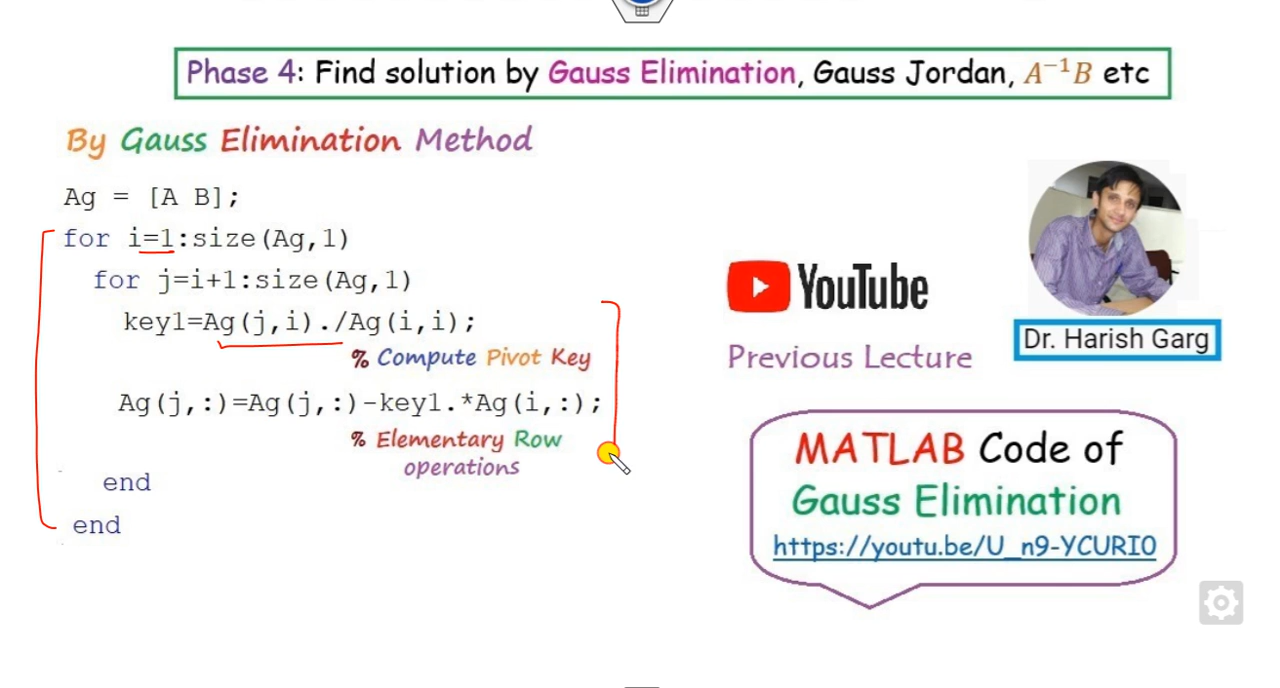 Phase 4: Find solution by Gauss Elimination, Gauss Jordan, A⁻¹B etc
By Gauss Elimination Method
Ag = [A B];
for i=1:size(Ag,1)
for j=i+1:size(Ag,1)
key1=Ag(j,i)./Ag(i,i);
% Compute Pivot Key
Ag(j,:)=Ag(j,:)-key1.*Ag(i,:);
% Elementary Row
operations
end
end
YouTube
Previous Lecture
Dr. Harish Garg
MATLAB Code of
Gauss Elimination
https://youtu.be/U_n9-YCURI0